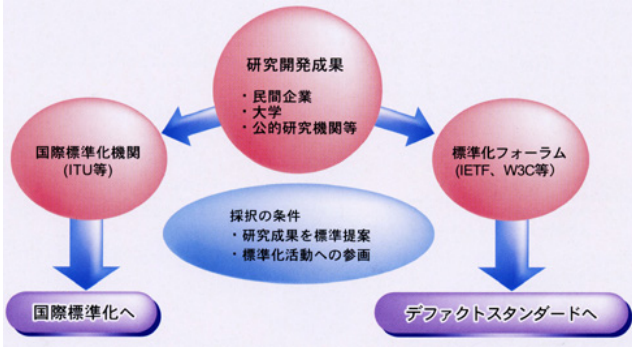 研究開発成果
・民間企業
・大学
・公的研究機関等
国際標準化機関
(ITU等)
標準化フォーラム
(IETF、W3C等)
採択の条件
・研究成果を標準提案
・標準化活動への参画
国際標準化へ
デファクトスタンダードへ